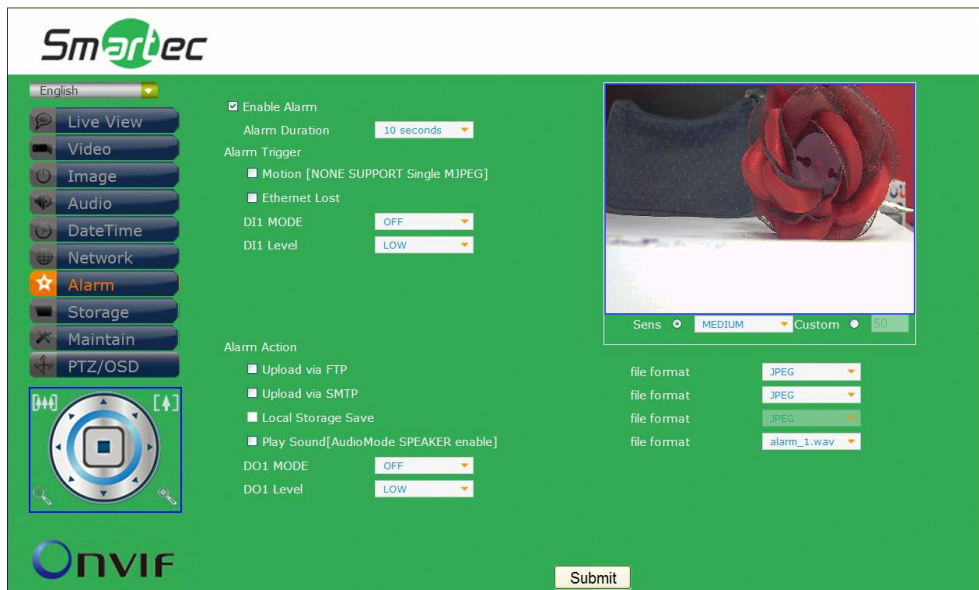 Smartec
English
Live View
Video
Image
Audio
DateTime
Network
Alarm
Storage
Maintain
PTZ/OSD
Onvif
Enable Alarm
Alarm Duration 10 seconds
Alarm Trigger
Motion [NONE SUPPORT Single MJPEG]
Ethernet Lost
DI1 MODE OFF
DI1 Level LOW
Sens MEDIUM Custom 50
Alarm Action
Upload via FTP file format JPEG
Upload via SMTP file format JPEG
Local Storage Save file format JPEG
Play Sound[AudioMode SPEAKER enable] file format alarm_1.wav
DO1 MODE OFF
DO1 Level LOW
Submit